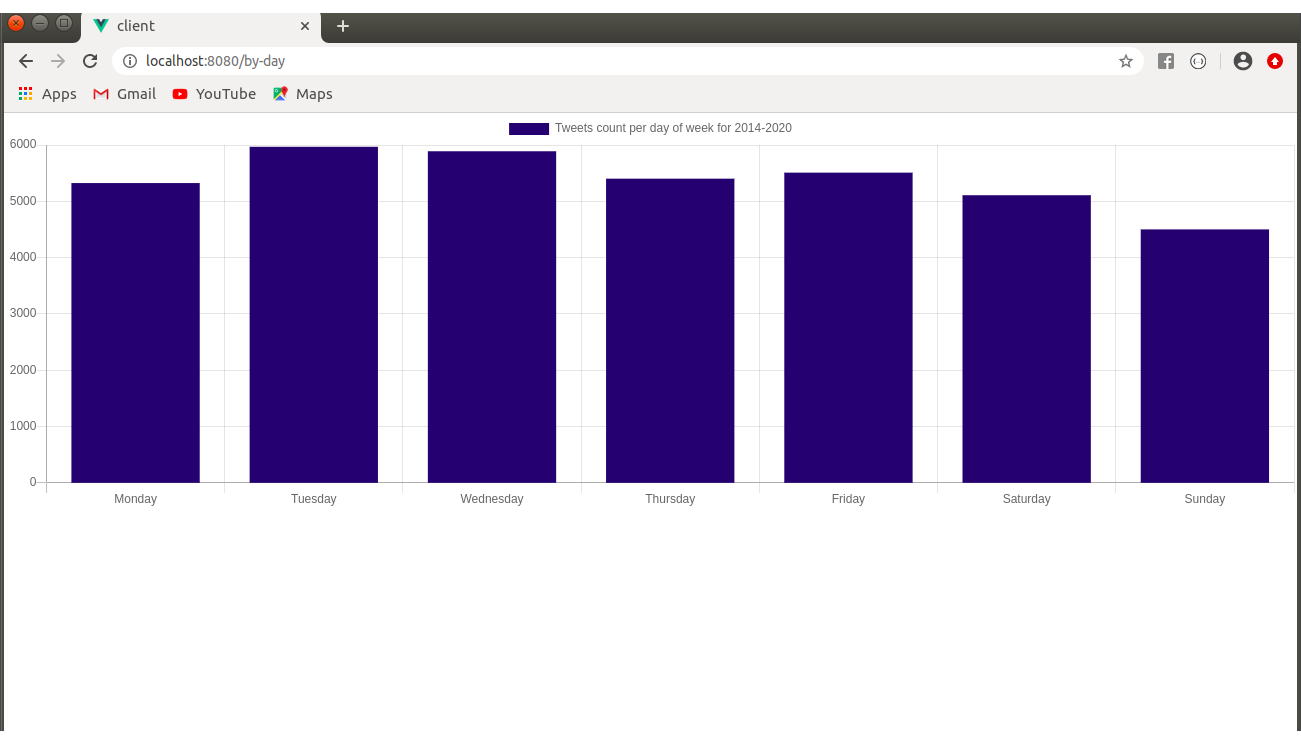 client
localhost:8080/by-day
Apps Gmail YouTube Maps
Tweets count per day of week for 2014-2020
6000
5000
4000
3000
2000
1000
0
Monday Tuesday Wednesday Thursday Friday Saturday Sunday